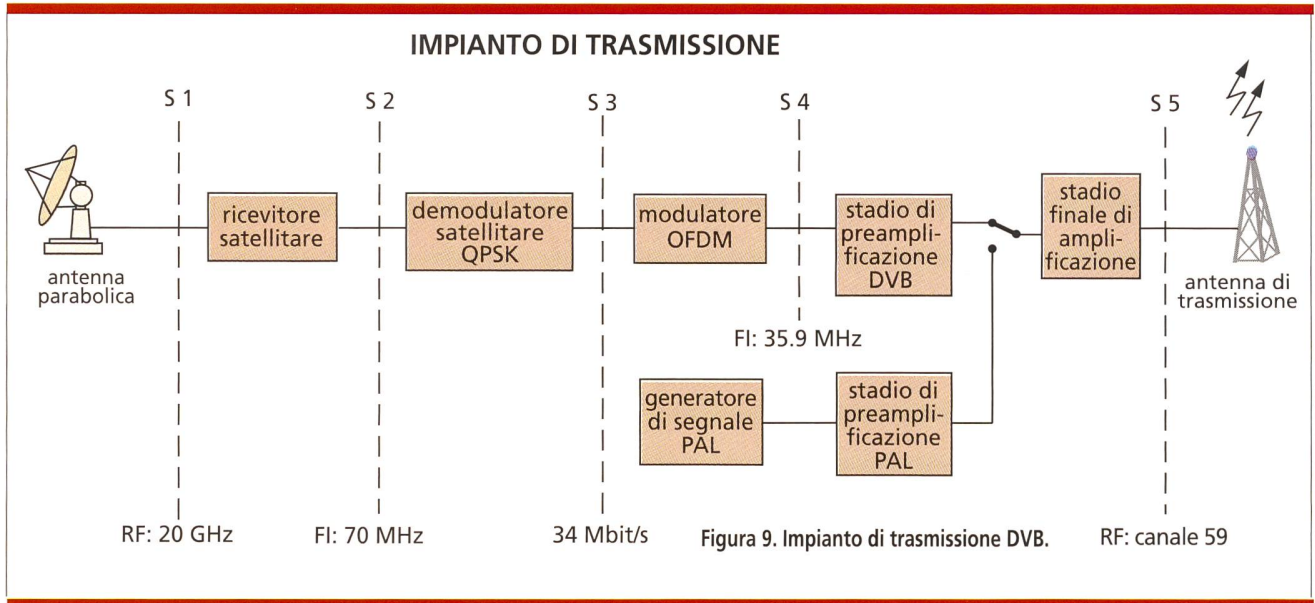 IMPIANTO DI TRASMISSIONE
S 1
S 2
S 3
S 4
S 5
antenna
parabolica
ricevitore
satellitare
demodulatore
satellitare
QPSK
modulatore
OFDM
stadio di
preampli-
ficazione
DVB
stadio
finale di
ampli-
ficazione
antenna di
trasmissione
FI: 35.9 MHz
generatore
di segnale
PAL
stadio di
preampli-
ficazione
PAL
RF: 20 GHz
FI: 70 MHz
34 Mbit/s
Figura 9. Impianto di trasmissione DVB.
RF: canale 59